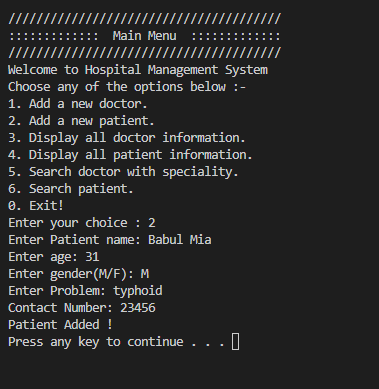 ///////////////////////////////////////
:::::::::::::  Main Menu  :::::::::::::
///////////////////////////////////////
Welcome to Hospital Management System
Choose any of the options below :-
1. Add a new doctor.
2. Add a new patient.
3. Display all doctor information.
4. Display all patient information.
5. Search doctor with speciality.
6. Search patient.
0. Exit!
Enter your choice : 2
Enter Patient name: Babul Mia
Enter age: 31
Enter gender(M/F): M
Enter Problem: typhoid
Contact Number: 23456
Patient Added !
Press any key to continue . . .